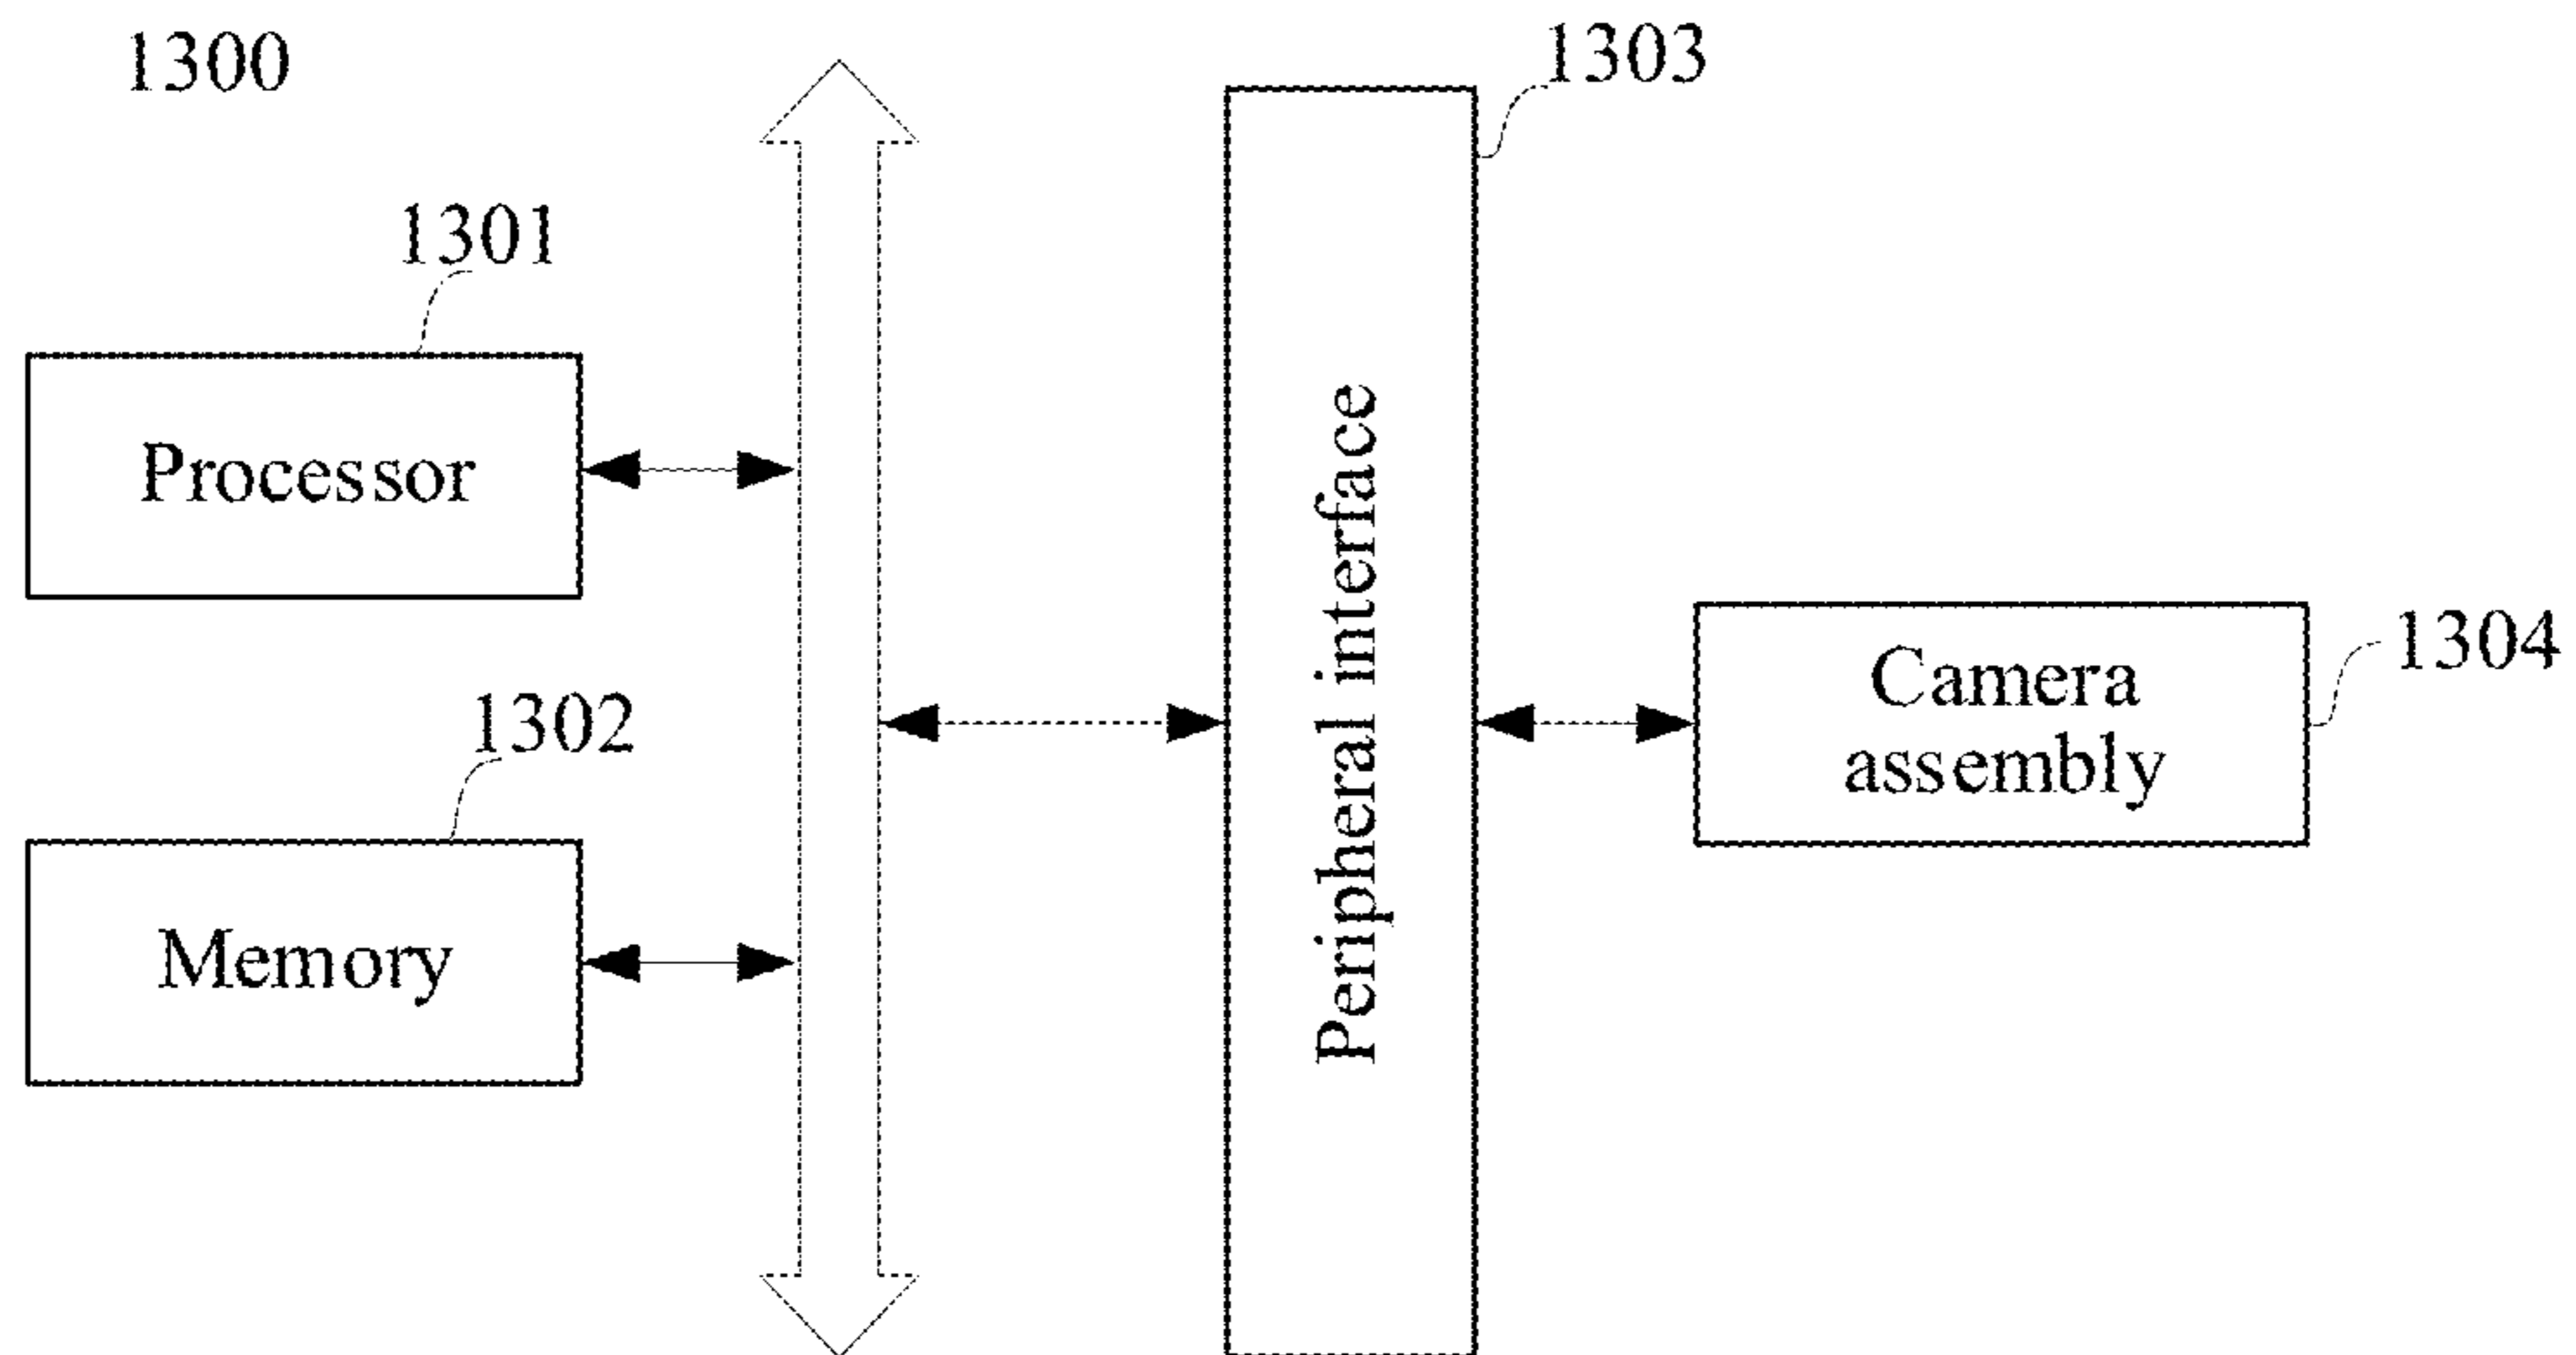 1300
1303
1301
Processor
Peripheral interface
Camera
assembly
1304
1302
Memory